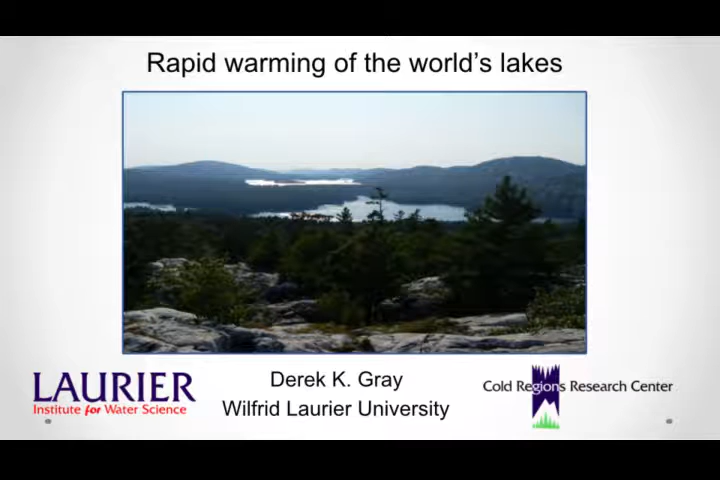 Rapid warming of the world's lakes
LAURIER
Institute for Water Science
Derek K. Gray
Wilfrid Laurier University
Cold Regions Research Center